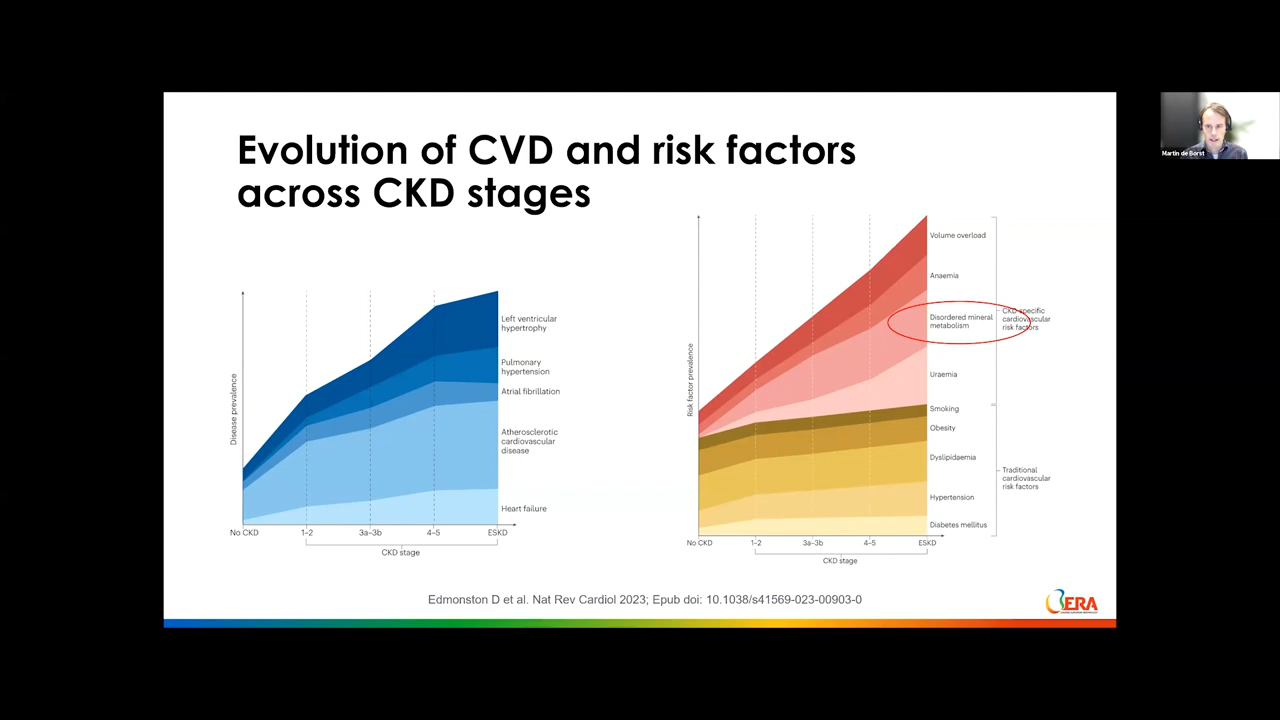 Evolution of CVD and risk factors
across CKD stages
Disease prevalence
Left ventricular
hypertrophy
Pulmonary
hypertension
Atrial fibrillation
Atherosclerotic
cardiovascular
disease
Heart failure
No CKD
1–2
3a–3b
4–5
ESKD
CKD stage
Risk factor prevalence
Volume overload
Anaemia
Disordered mineral
metabolism
Uraemia
Smoking
Obesity
Dyslipidaemia
Hypertension
Diabetes mellitus
CKD-specific
cardiovascular
risk factors
Traditional
cardiovascular
risk factors
No CKD
1–2
3a–3b
4–5
ESKD
CKD stage
Edmonston D et al. Nat Rev Cardiol 2023; Epub doi: 10.1038/s41569-023-00903-0
ERA
Martin de Borst